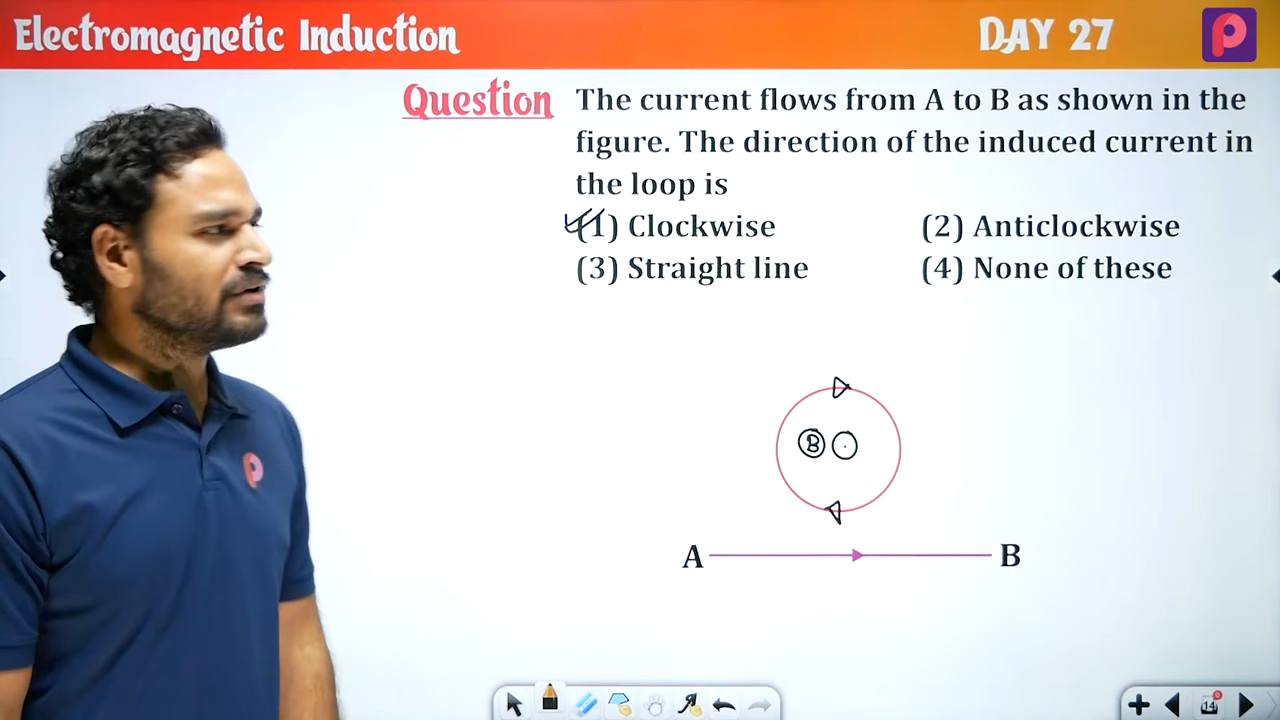 Electromagnetic Induction
DAY 27
Question The current flows from A to B as shown in the
figure. The direction of the induced current in
the loop is
(1) Clockwise (2) Anticlockwise
(3) Straight line (4) None of these
B
A B
14